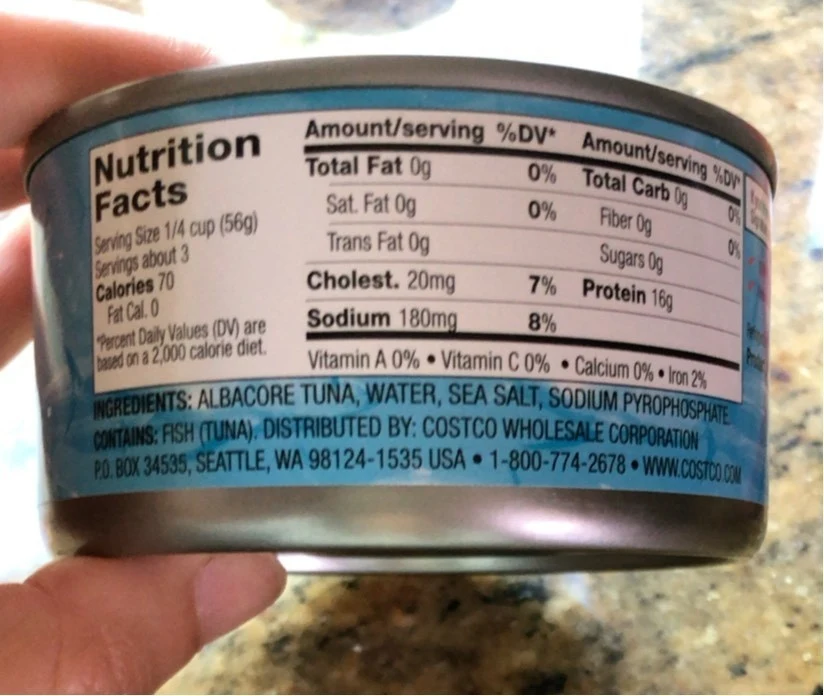 Nutrition
Facts
Serving Size 1/4 cup (56g)
Servings about 3
Calories 70
Fat Cal. 0
*Percent Daily Values (DV) are
based on a 2,000 calorie diet.
Amount/serving %DV*
Total Fat 0g 0%
Sat. Fat 0g 0%
Trans Fat 0g
Cholest. 20mg 7%
Sodium 180mg 8%
Amount/serving %DV*
Total Carb 0g 0%
Fiber 0g 0%
Sugars 0g
Protein 16g
Vitamin A 0% • Vitamin C 0% • Calcium 0% • Iron 2%
INGREDIENTS: ALBACORE TUNA, WATER, SEA SALT, SODIUM PYROPHOSPHATE.
CONTAINS: FISH (TUNA). DISTRIBUTED BY: COSTCO WHOLESALE CORPORATION
P.O. BOX 34535, SEATTLE, WA 98124-1535 USA • 1-800-774-2678 • WWW.COSTCO.COM